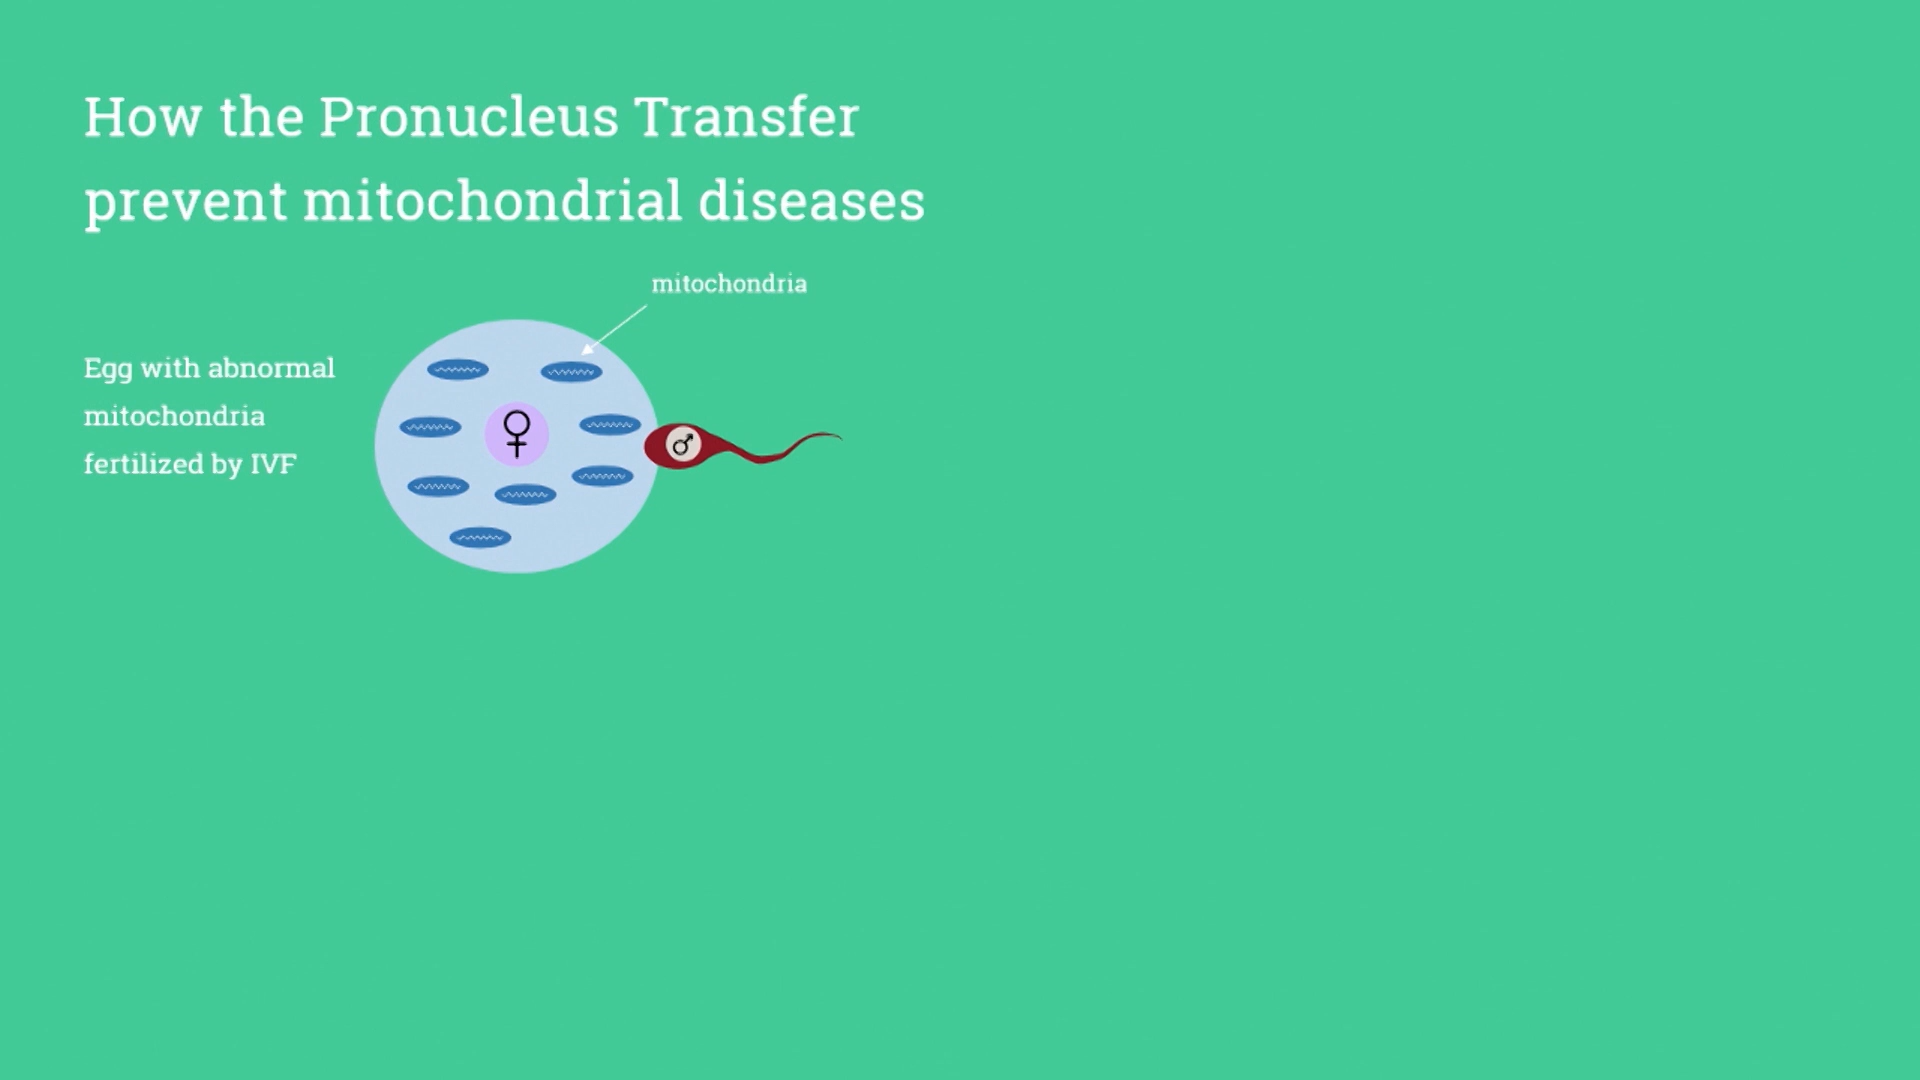 How the Pronucleus Transfer
prevent mitochondrial diseases
mitochondria
Egg with abnormal
mitochondria
fertilized by IVF
♀
♂